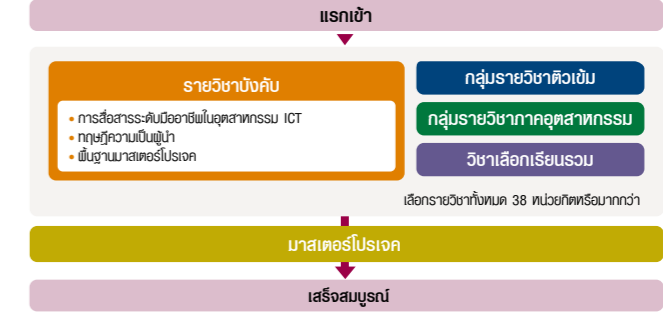 แรกเข้า
รายวิชาบังคับ
• การสื่อสารระดับมืออาชีพในอุตสาหกรรม ICT
• ทฤษฎีความเป็นผู้นำ
• พื้นฐานมาสเตอร์โปรเจค
กลุ่มรายวิชาติวเข้ม
กลุ่มรายวิชาภาคอุตสาหกรรม
วิชาเลือกเรียนรวม
เลือกรายวิชาทั้งหมด 38 หน่วยกิตหรือมากกว่า
มาสเตอร์โปรเจค
เสร็จสมบูรณ์